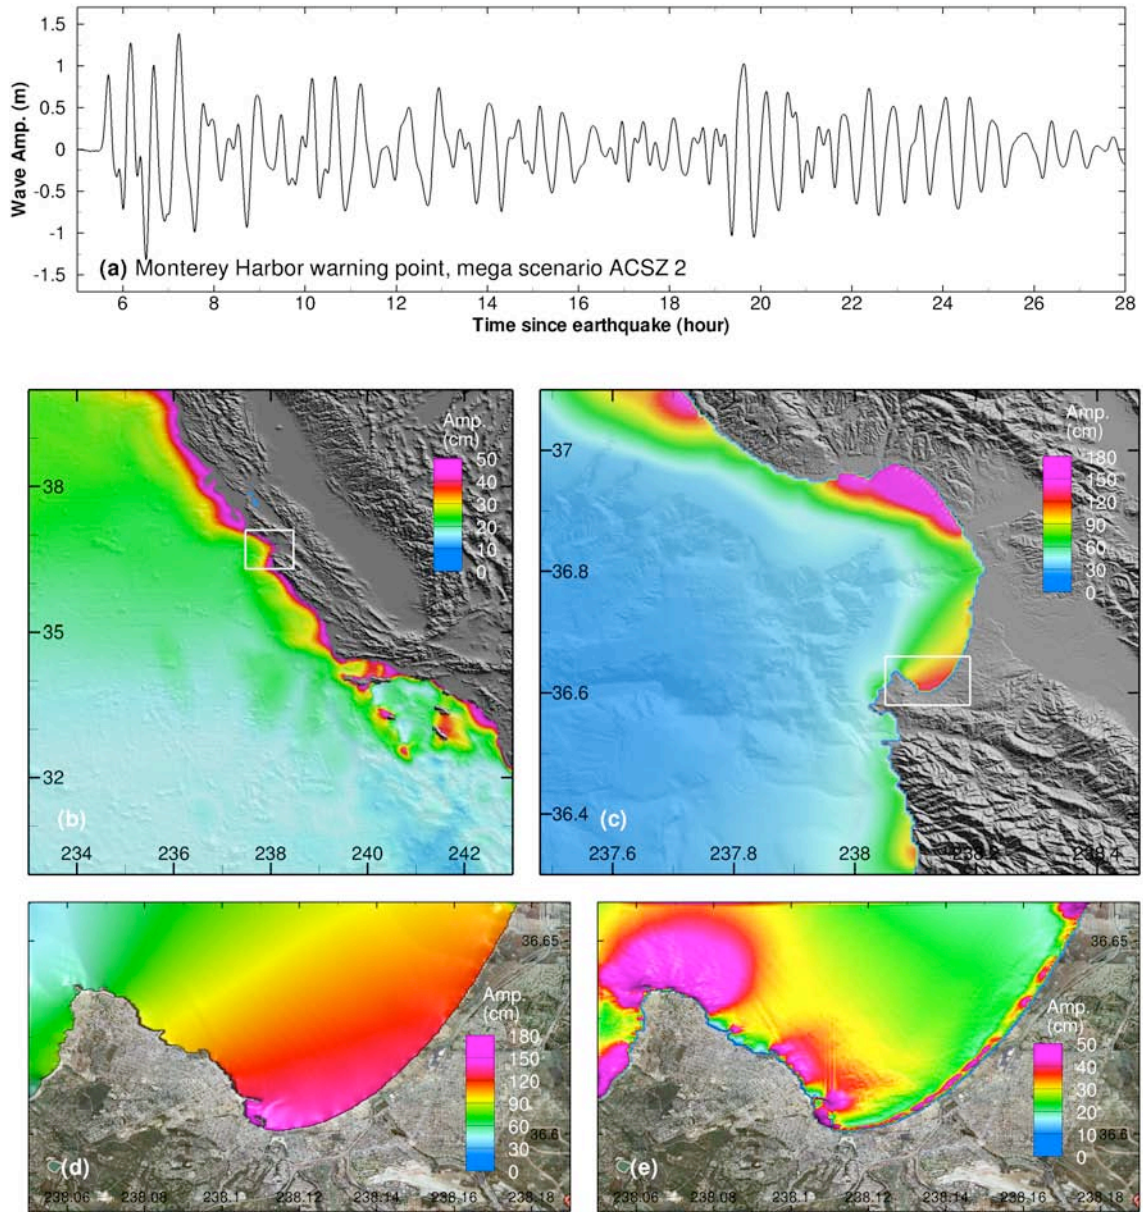 1.5
1
0.5
0
-0.5
-1
-1.5
Wave Amp. (m)
(a) Monterey Harbor warning point, mega scenario ACSZ 2
6 8 10 12 14 16 18 20 22 24 26 28
Time since earthquake (hour)
Amp.
(cm)
50
40
30
20
10
0
38
35
32
(b)
234 236 238 240 242
Amp.
(cm)
180
150
120
90
60
30
0
37
36.8
36.6
36.4
(c)
237.6 237.8 238 238.2 238.4
36.65
Amp.
(cm)
180
150
120
90
60
30
0
36.6
(d)
238.06 238.08 238.1 238.12 238.14 238.16 238.18
36.65
Amp.
(cm)
50
40
30
20
10
0
36.6
(e)
238.06 238.08 238.1 238.12 238.14 238.16 238.18